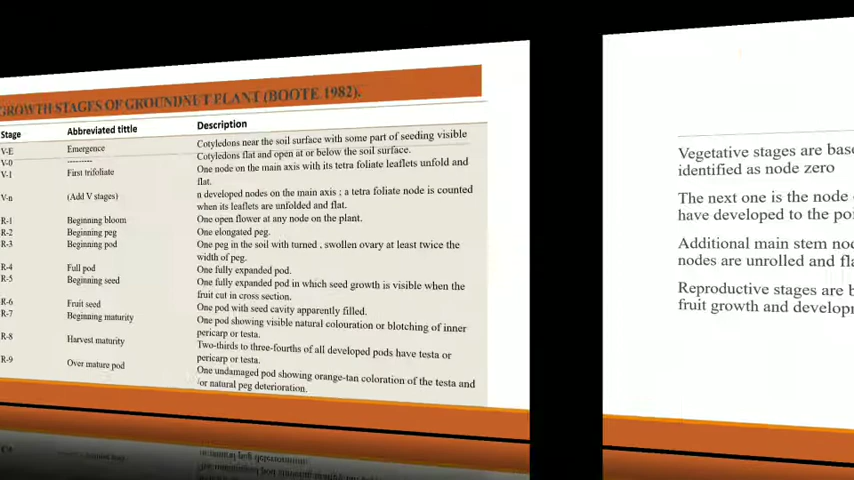 GROWTH STAGES OF GROUNDNUT PLANT (BOOTE 1982).
Stage Abbreviated tittle Description
V-E Emergence Cotyledons near the soil surface with some part of seeding visible
V-0 --------- Cotyledons flat and open at or below the soil surface.
V-1 First trifoliate One node on the main axis with its tetra foliate leaflets unfold and
flat.
V-n (Add V stages) n developed nodes on the main axis ; a tetra foliate node is counted
when its leaflets are unfolded and flat.
R-1 Beginning bloom One open flower at any node on the plant.
R-2 Beginning peg One elongated peg.
R-3 Beginning pod One peg in the soil with turned , swollen ovary at least twice the
width of peg.
R-4 Full pod One fully expanded pod.
R-5 Beginning seed One fully expanded pod in which seed growth is visible when the
fruit cut in cross section.
R-6 Fruit seed One pod with seed cavity apparently filled.
R-7 Beginning maturity One pod showing visible natural colouration or blotching of inner
pericarp or testa.
R-8 Harvest maturity Two-thirds to three-fourths of all developed pods have testa or
pericarp or testa.
R-9 Over mature pod One undamaged pod showing orange-tan coloration of the testa and
/or natural peg deterioration.
Vegetative stages are
identified as node zero
The next one is the node
have developed to the
Additional main stem
nodes are unrolled and
Reproductive stages are
fruit growth and